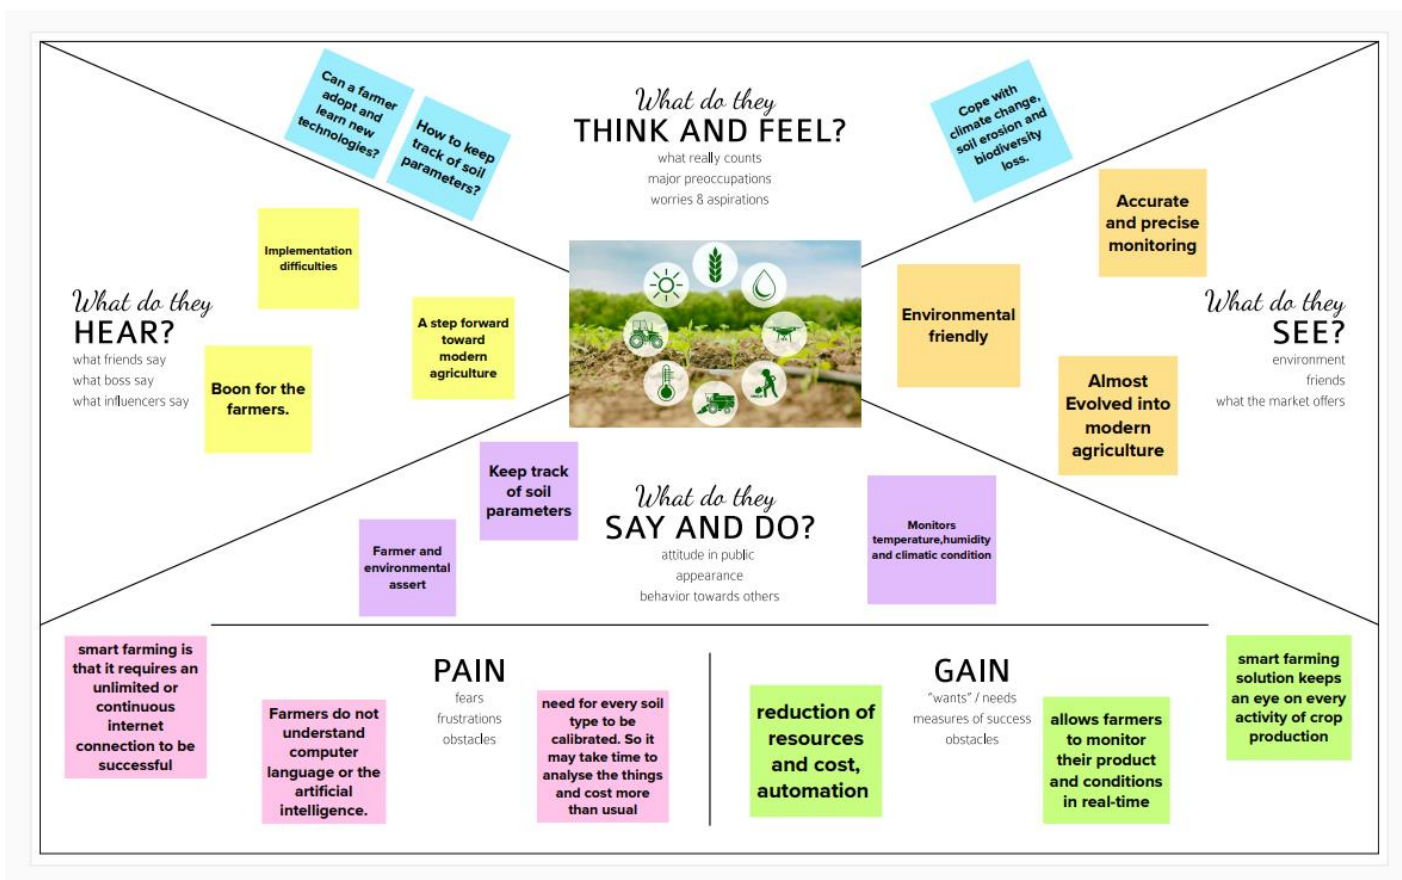 Can a farmer
adopt and
learn new
technologies?
How to keep
track of soil
parameters?
What do they
THINK AND FEEL?
what really counts
major preoccupations
worries & aspirations
Cope with
climate change,
soil erosion and
biodiversity
loss.
What do they
HEAR?
what friends say
what boss say
what influencers say
Implementation
difficulties
A step forward
toward
modern
agriculture
Boon for the
farmers.
Accurate
and precise
monitoring
Environmental
friendly
Almost
Evolved into
modern
agriculture
What do they
SEE?
environment
friends
what the market offers
Keep track
of soil
parameters
Farmer and
environmental
assert
What do they
SAY AND DO?
attitude in public
appearance
behavior towards others
Monitors
temperature,humidity
and climatic condition
smart farming is
that it requires an
unlimited or
continuous
internet
connection to be
successful
Farmers do not
understand
computer
language or the
artificial
intelligence.
PAIN
fears
frustrations
obstacles
need for every soil
type to be
calibrated. So it
may take time to
analyse the things
and cost more
than usual
reduction of
resources
and cost,
automation
GAIN
"wants" / needs
measures of success
obstacles
allows farmers
to monitor
their product
and conditions
in real-time
smart farming
solution keeps
an eye on every
activity of crop
production